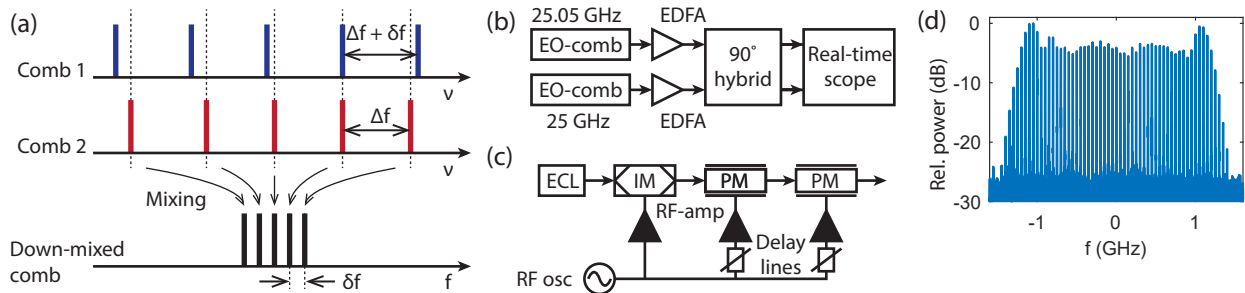 (a)
Δf + δf
Comb 1
ν
Δf
Comb 2
ν
Mixing
Down-mixed
comb
δf
f
(b)
25.05 GHz
EDFA
EO-comb
90°
hybrid
Real-time
scope
EO-comb
25 GHz
EDFA
(c)
ECL
IM
PM
PM
RF-amp
Delay
lines
RF osc
(d)
Rel. power (dB)
0
-10
-20
-30
-1
0
1
f (GHz)